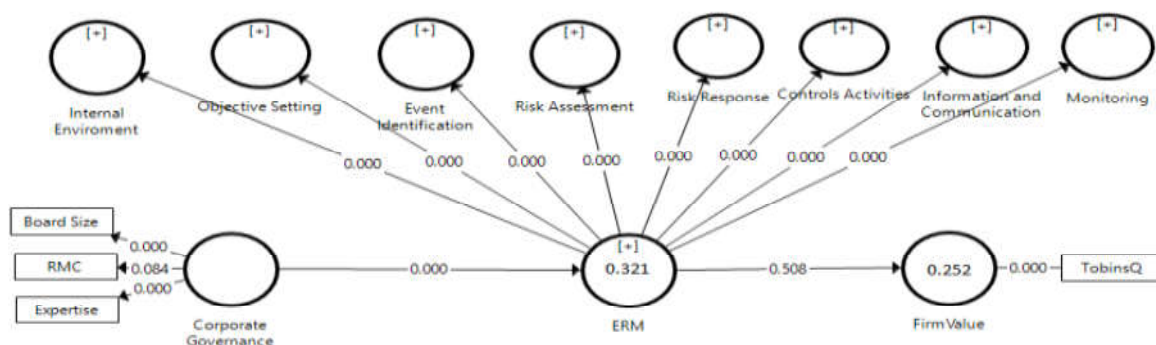 [+] [+] [+] [+] [+] [+] [+] [+]
Internal
Enviroment
Objective Setting
Event
Identification
Risk Assessment
Risk Response
Controls Activities
Information and
Communication
Monitoring
0.000 0.000 0.000 0.000 0.000 0.000 0.000 0.000
Board Size
0.000
RMC
0.084
Expertise
0.000
Corporate
Governance
0.000
[+]
0.321
ERM
0.508
0.252
FirmValue
0.000
TobinsQ